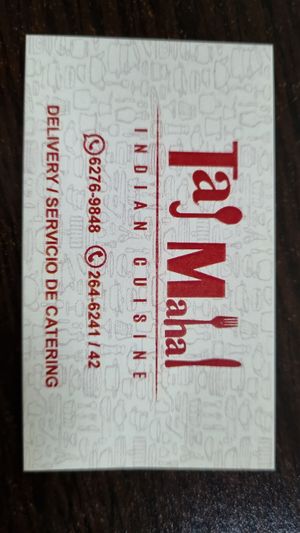 Taj Mahal
INDIAN CUISINE
6276-9848 264-6241 / 42
DELIVERY / SERVICIO DE CATERING